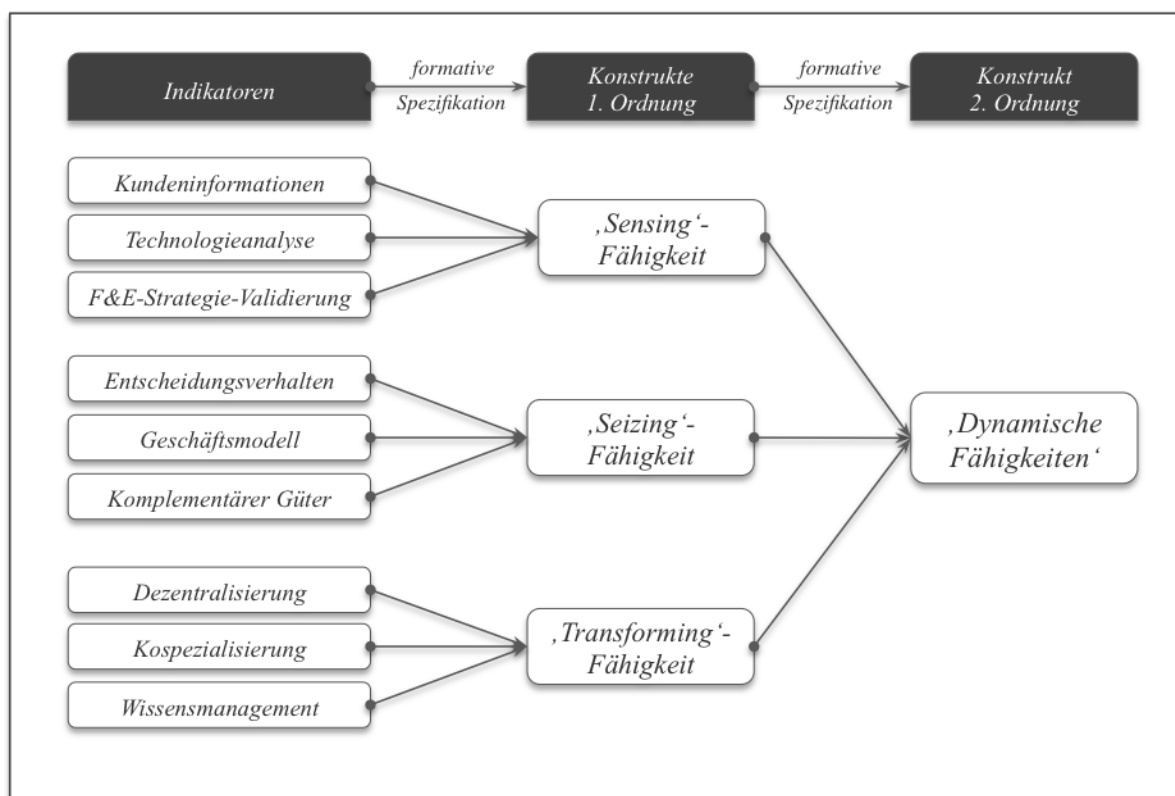 Indikatoren
formative
Spezifikation
Konstrukte
1. Ordnung
formative
Spezifikation
Konstrukt
2. Ordnung
Kundeninformationen
Technologieanalyse
F&E-Strategie-Validierung
‚Sensing‘-
Fähigkeit
Entscheidungsverhalten
Geschäftsmodell
Komplementärer Güter
‚Seizing‘-
Fähigkeit
‚Dynamische
Fähigkeiten‘
Dezentralisierung
Kospezialisierung
Wissensmanagement
‚Transforming‘-
Fähigkeit